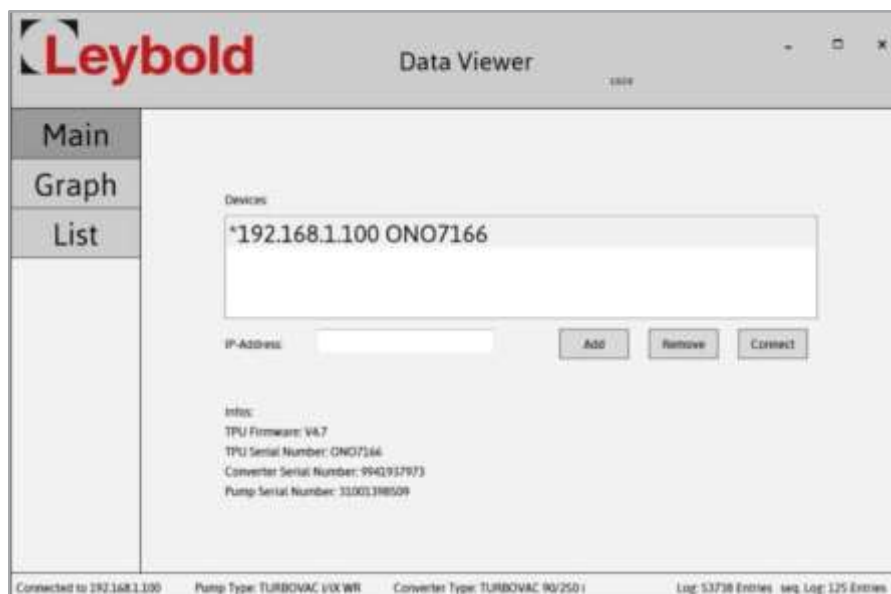 Leybold
Data Viewer
Main
Graph
List
Devices:
*192.168.1.100 ONO7166
IP-Address:
Add
Remove
Connect
Infos:
TPU Firmware: V4.7
TPU Serial Number: ONO7166
Converter Serial Number: 9941937973
Pump Serial Number: 31001398509
Connected to 192.168.1.100 Pump Type: TURBOVAC i/iX WR Converter Type: TURBOVAC 90/250 i Log: 53738 Entries seq. Log: 125 Entries